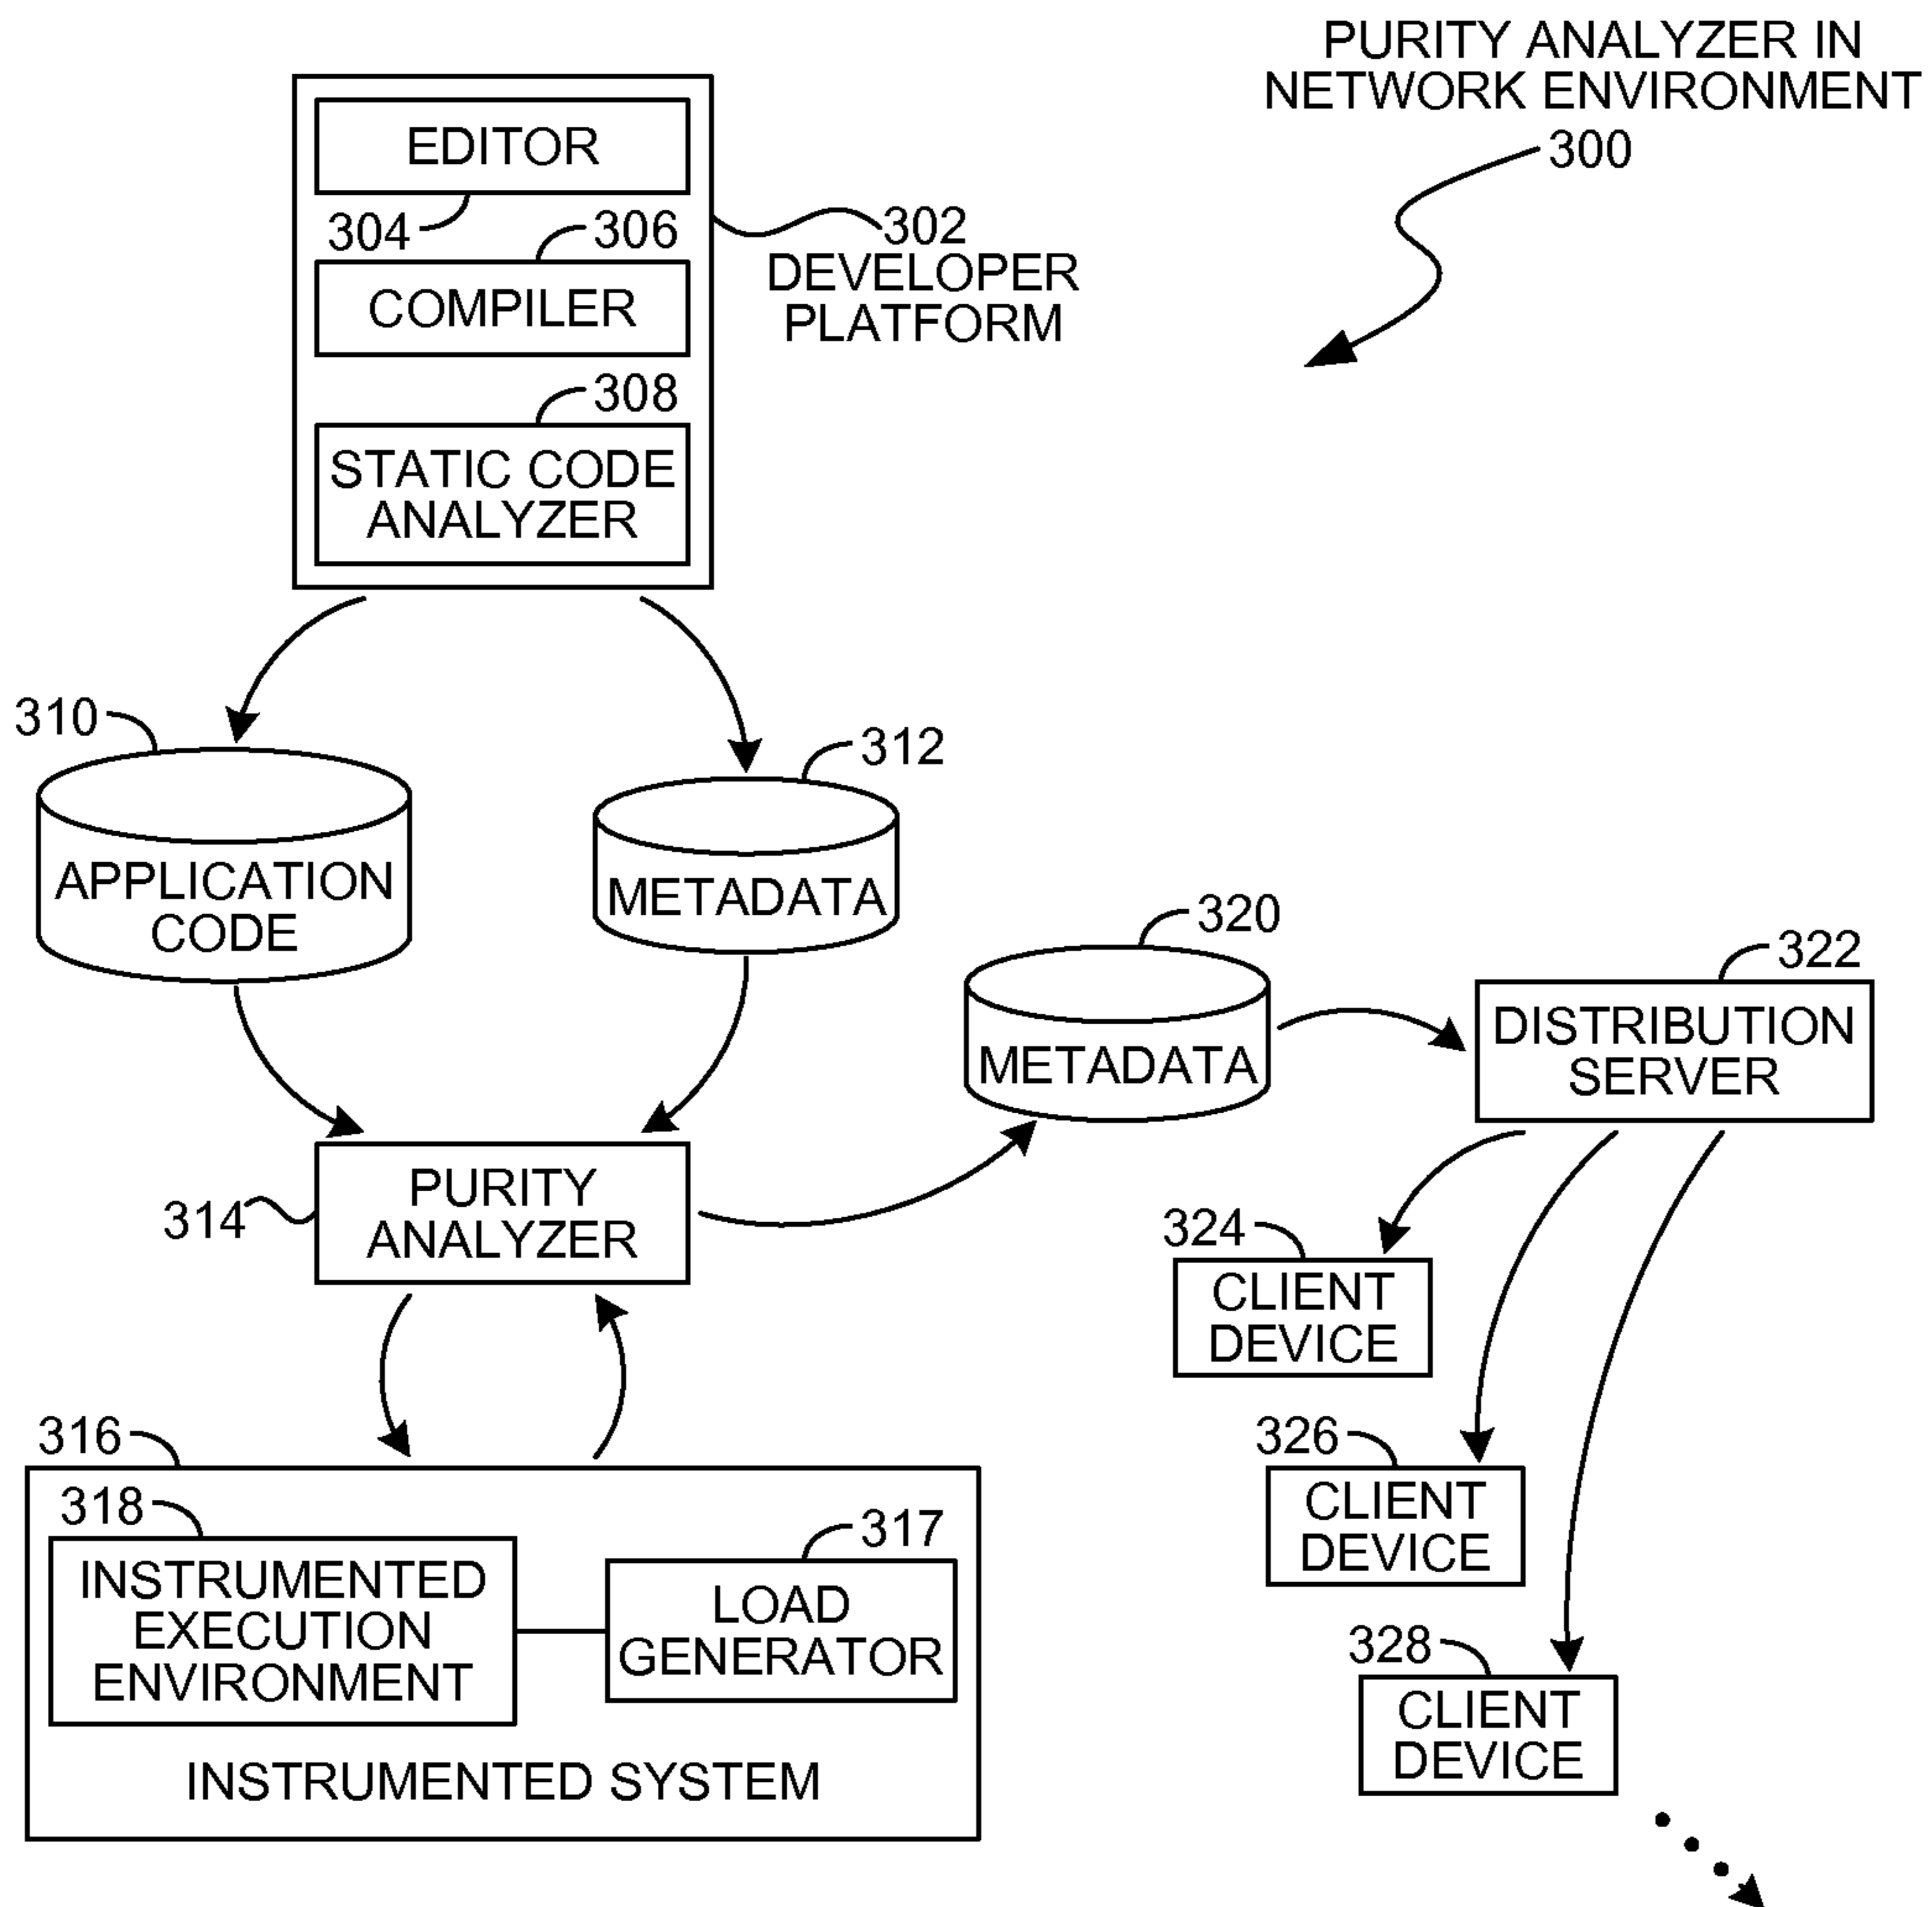 PURITY ANALYZER IN
NETWORK ENVIRONMENT
300
EDITOR
304
306
302
DEVELOPER
PLATFORM
COMPILER
308
STATIC CODE
ANALYZER
310
312
APPLICATION
CODE
METADATA
320
322
METADATA
DISTRIBUTION
SERVER
314
PURITY
ANALYZER
324
CLIENT
DEVICE
316
326
CLIENT
DEVICE
318
317
INSTRUMENTED
EXECUTION
ENVIRONMENT
LOAD
GENERATOR
328
CLIENT
DEVICE
INSTRUMENTED SYSTEM